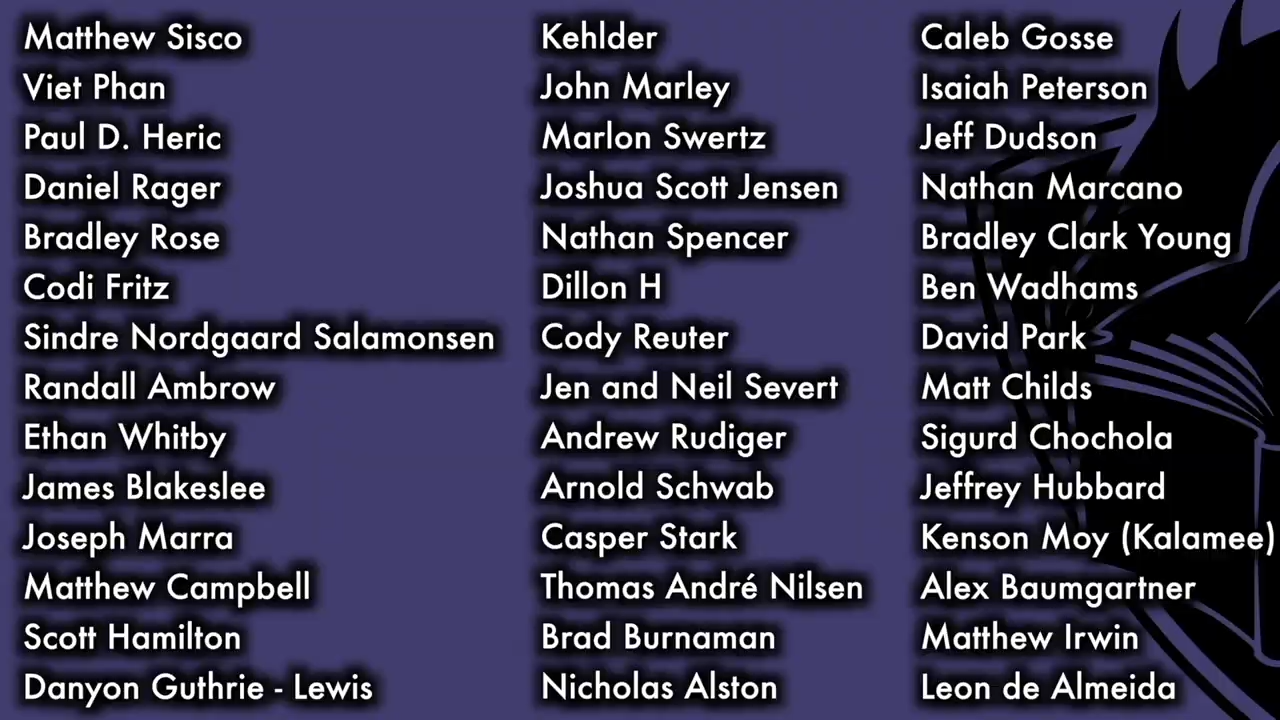 Matthew Sisco
Viet Phan
Paul D. Heric
Daniel Rager
Bradley Rose
Codi Fritz
Sindre Nordgaard Salamonsen
Randall Ambrow
Ethan Whitby
James Blakeslee
Joseph Marra
Matthew Campbell
Scott Hamilton
Danyon Guthrie - Lewis
Kehlder
John Marley
Marlon Swertz
Joshua Scott Jensen
Nathan Spencer
Dillon H
Cody Reuter
Jen and Neil Severt
Andrew Rudiger
Arnold Schwab
Casper Stark
Thomas André Nilsen
Brad Burnaman
Nicholas Alston
Caleb Gosse
Isaiah Peterson
Jeff Dudson
Nathan Marcano
Bradley Clark Young
Ben Wadhams
David Park
Matt Childs
Sigurd Chochola
Jeffrey Hubbard
Kenson Moy (Kalamee)
Alex Baumgartner
Matthew Irwin
Leon de Almeida